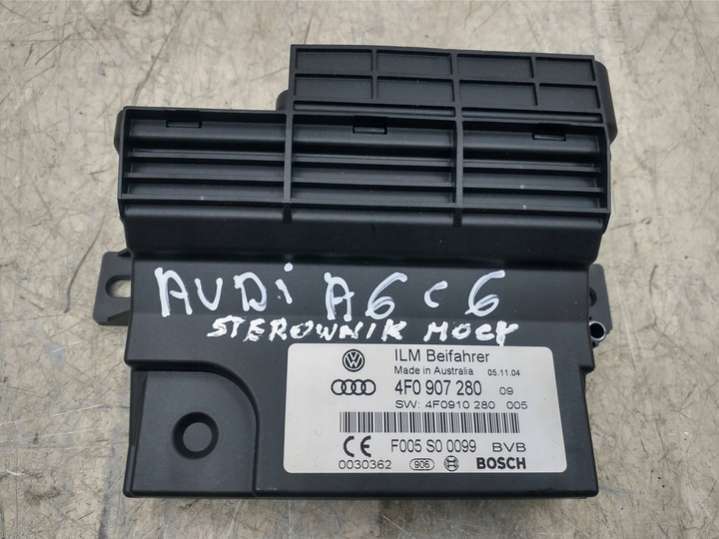 AUDi A6 C6
STEROWNIK MOCY
ILM Beifahrer
Made in Australia 05.11.04
4F0 907 280 09
SW: 4F0910 280 005
CE F005 S0 0099 BVB
0030362 906 BOSCH